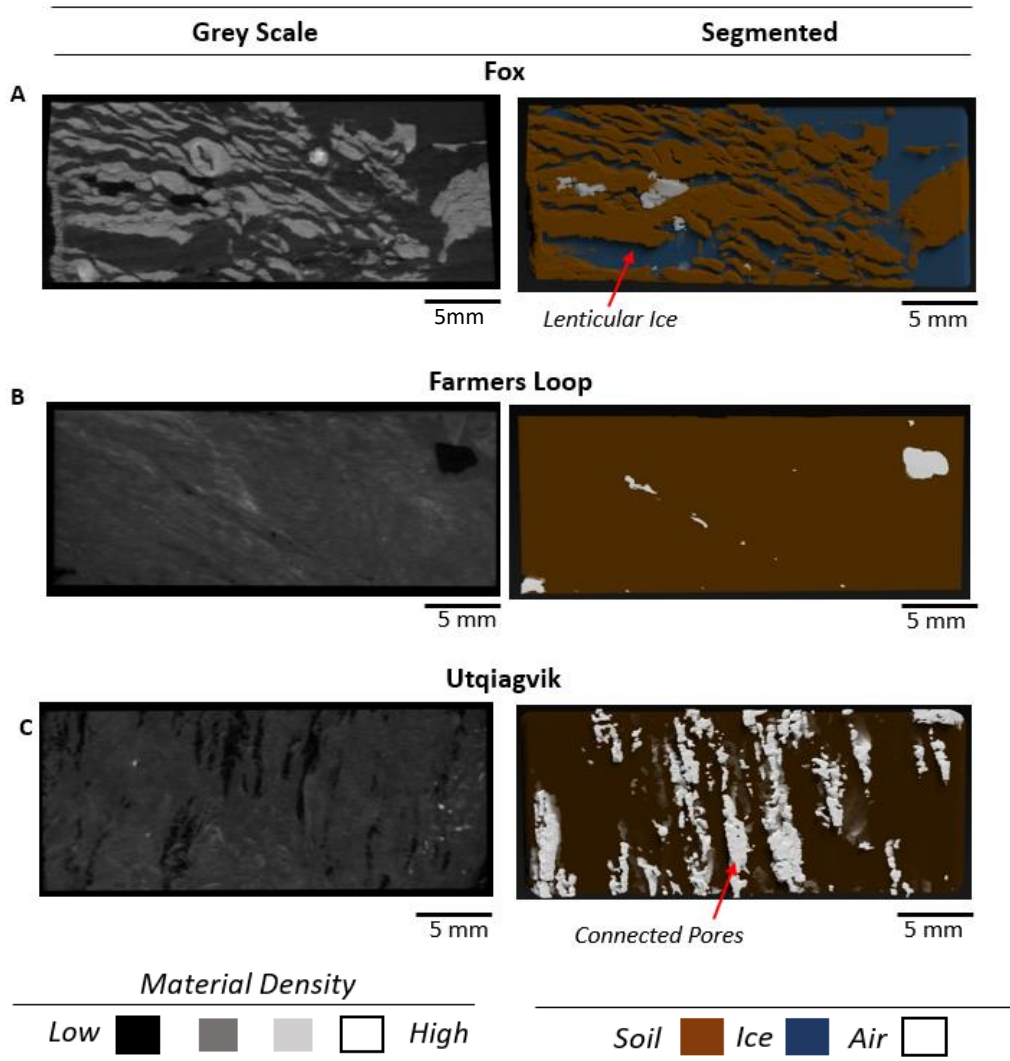 Grey Scale Segmented
Fox
A
5mm
5 mm
Lenticular Ice
Farmers Loop
B
5 mm
5 mm
Utqiagvik
C
5 mm
5 mm
Connected Pores
Material Density
Low High
Soil Ice Air